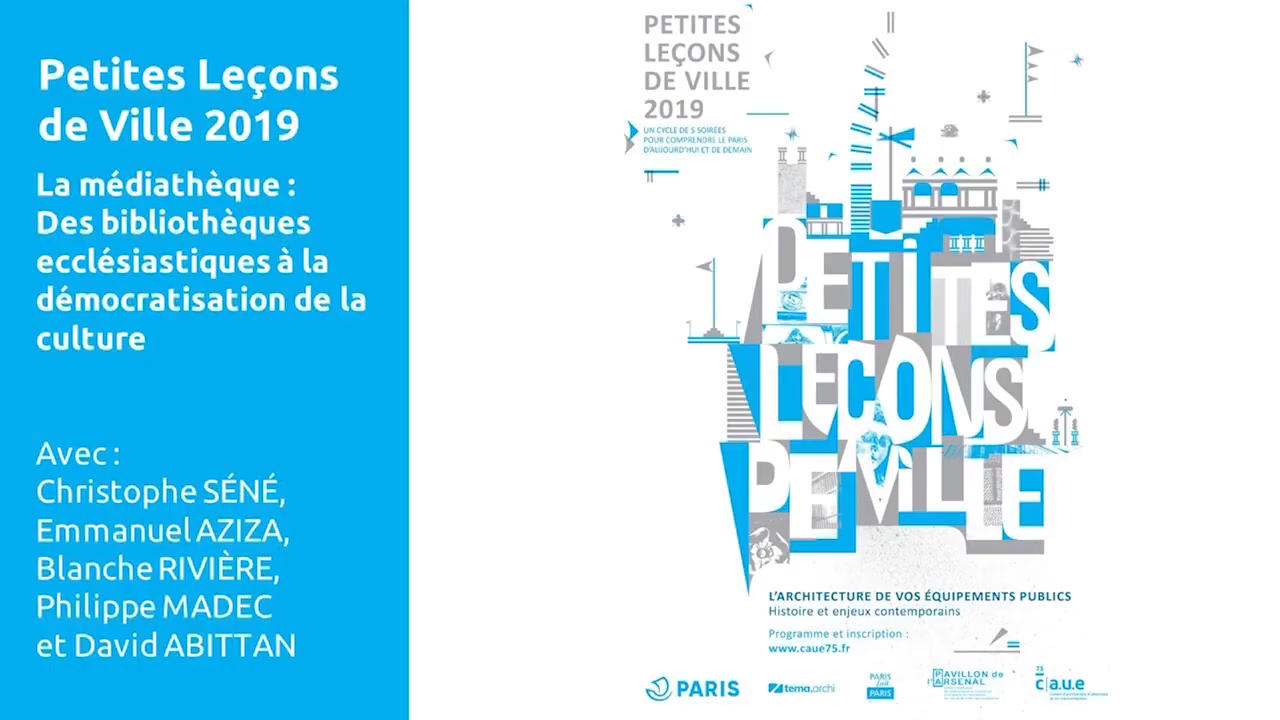 Petites Leçons
de Ville 2019
La médiathèque :
Des bibliothèques
ecclésiastiques à la
démocratisation de la
culture
Avec :
Christophe SÉNÉ,
Emmanuel AZIZA,
Blanche RIVIÈRE,
Philippe MADEC
et David ABITTAN
PETITES
LEÇONS
DE VILLE
2019
UN CYCLE DE 5 SOIRÉES
POUR COMPRENDRE LE PARIS
D'AUJOURD'HUI ET DE DEMAIN
PETITES
LEÇONS
DE VILLE
L'ARCHITECTURE DE VOS ÉQUIPEMENTS PUBLICS
Histoire et enjeux contemporains
Programme et inscription :
www.caue75.fr
PARIS
tema.archi
PARIS
PARIS
PAVILLON de
l'ARSENAL
75
c|a.u.e